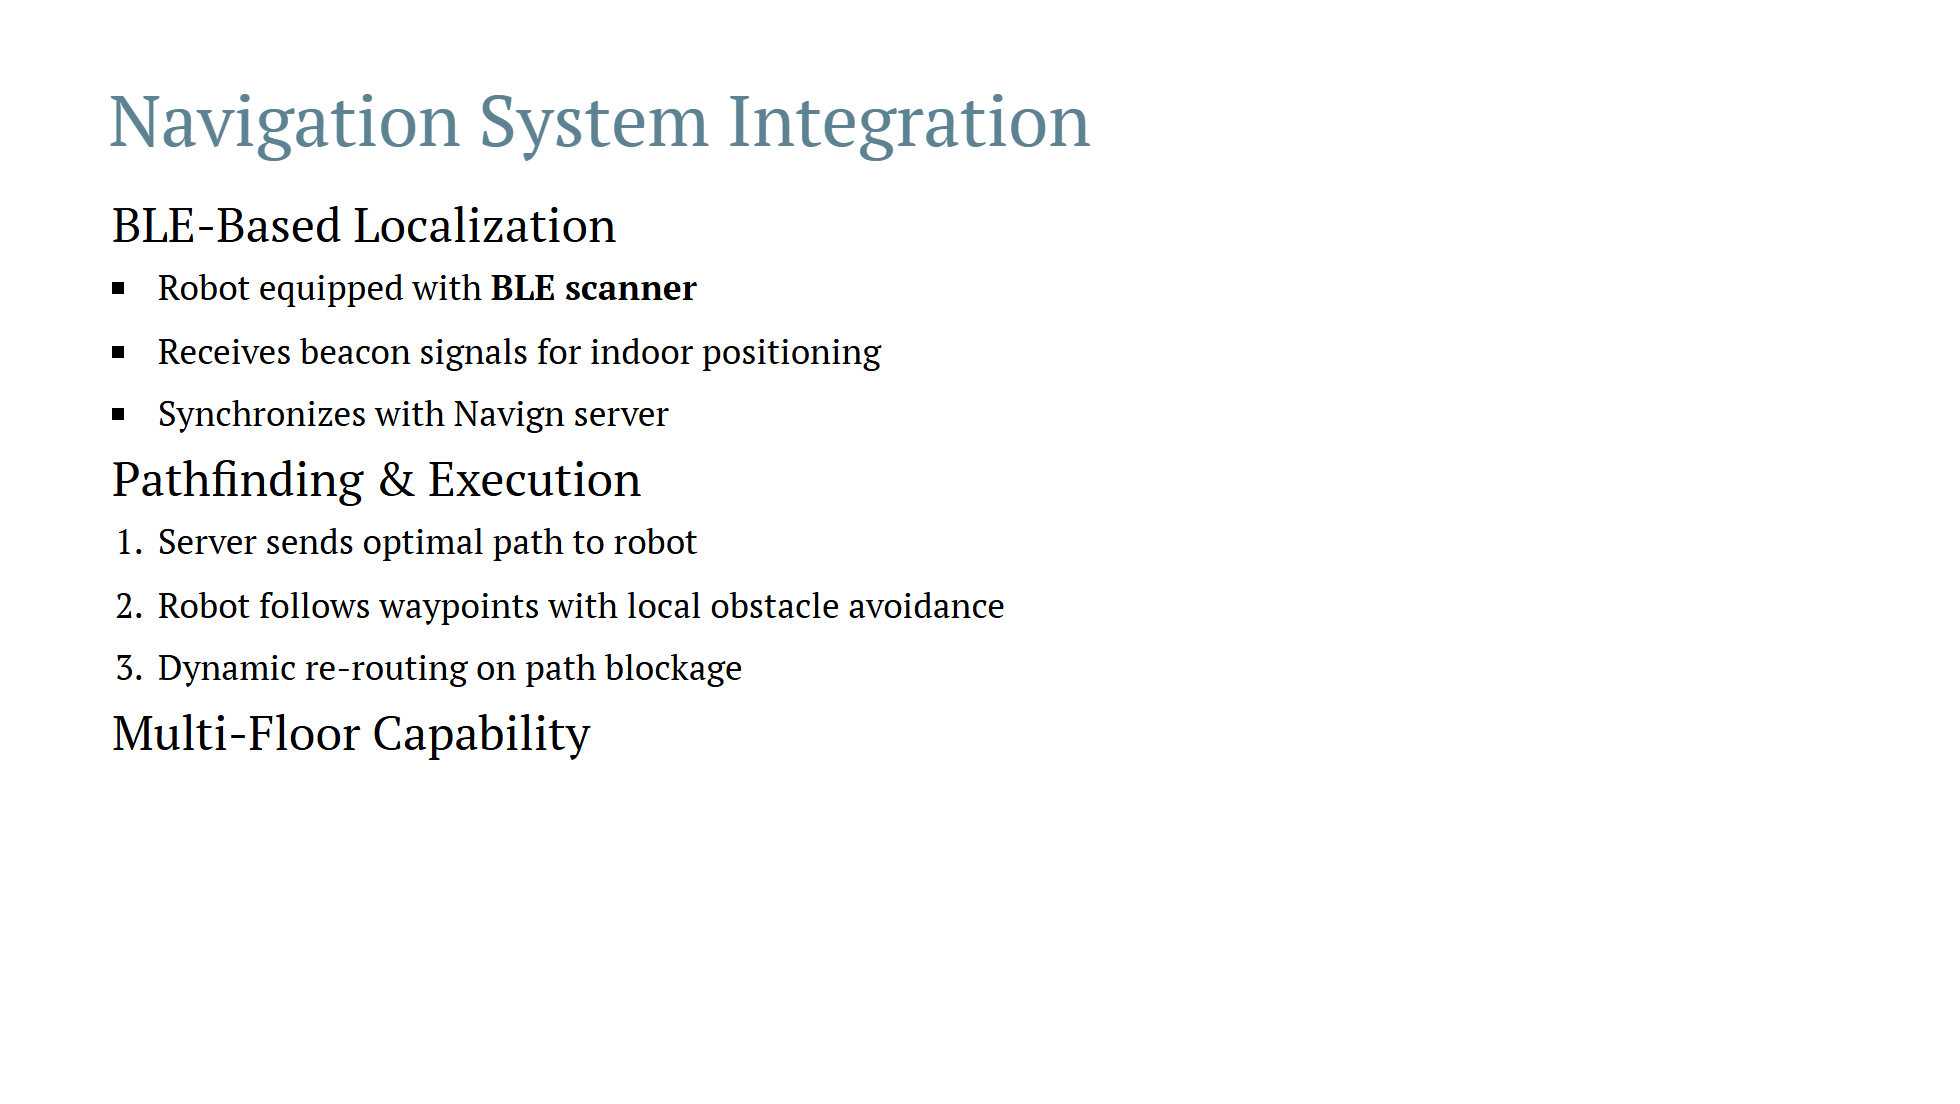 Navigation System Integration
BLE-Based Localization
▪ Robot equipped with BLE scanner
▪ Receives beacon signals for indoor positioning
▪ Synchronizes with Navign server
Pathfinding & Execution
1. Server sends optimal path to robot
2. Robot follows waypoints with local obstacle avoidance
3. Dynamic re-routing on path blockage
Multi-Floor Capability